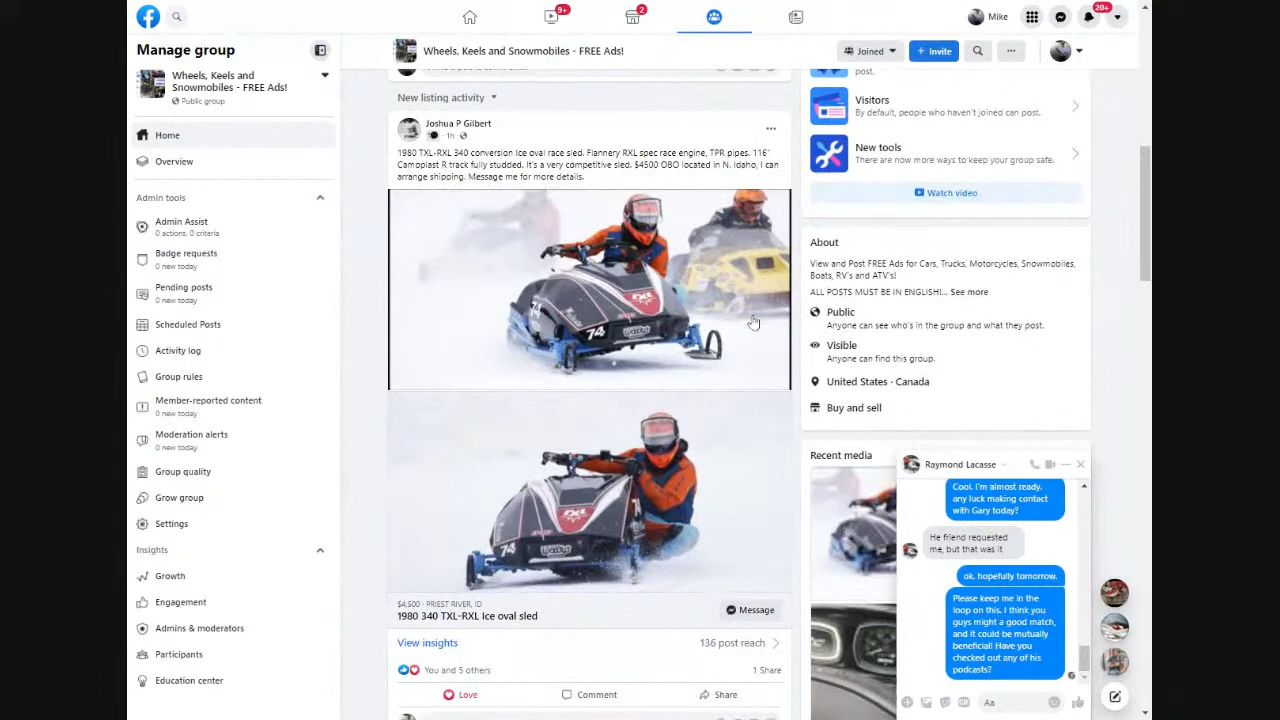 9+
2
Mike
20+
Manage group
Wheels, Keels and
Snowmobiles - FREE Ads!
Public group
Home
Overview
Admin tools
Admin Assist
0 actions, 0 criteria
Badge requests
0 new today
Pending posts
0 new today
Scheduled Posts
Activity log
Group rules
Member-reported content
0 new today
Moderation alerts
0 new today
Group quality
Grow group
Settings
Insights
Growth
Engagement
Admins & moderators
Participants
Education center
Wheels, Keels and Snowmobiles - FREE Ads!
Joined
+ Invite
New listing activity
Joshua P Gilbert
· 1h ·
1980 TXL-RXL 340 conversion Ice oval race sled. Flannery RXL spec race engine, TPR pipes. 116"
Camoplast R track fully studded. It's a very competitive sled. $4500 OBO located in N. Idaho, I can
arrange shipping. Message me for more details.
74
RXL
74
RXL
74
$4,500 · PRIEST RIVER, ID
1980 340 TXL-RXL Ice oval sled
Message
View insights
136 post reach
You and 5 others
1 Share
Love
Comment
Share
post.
Visitors
By default, people who haven't joined can post.
New tools
There are now more ways to keep your group safe.
Watch video
About
View and Post FREE Ads for Cars, Trucks, Motorcycles, Snowmobiles,
Boats, RV's and ATV's!
ALL POSTS MUST BE IN ENGLISH!... See more
Public
Anyone can see who's in the group and what they post.
Visible
Anyone can find this group.
United States · Canada
Buy and sell
Recent media
Raymond Lacasse
Cool. I'm almost ready.
any luck making contact
with Gary today?
He friend requested
me, but that was it
ok. hopefully tomorrow.
Please keep me in the
loop on this. I think you
guys might a good match,
and it could be mutually
beneficial! Have you
checked out any of his
podcasts?
GIF
Aa